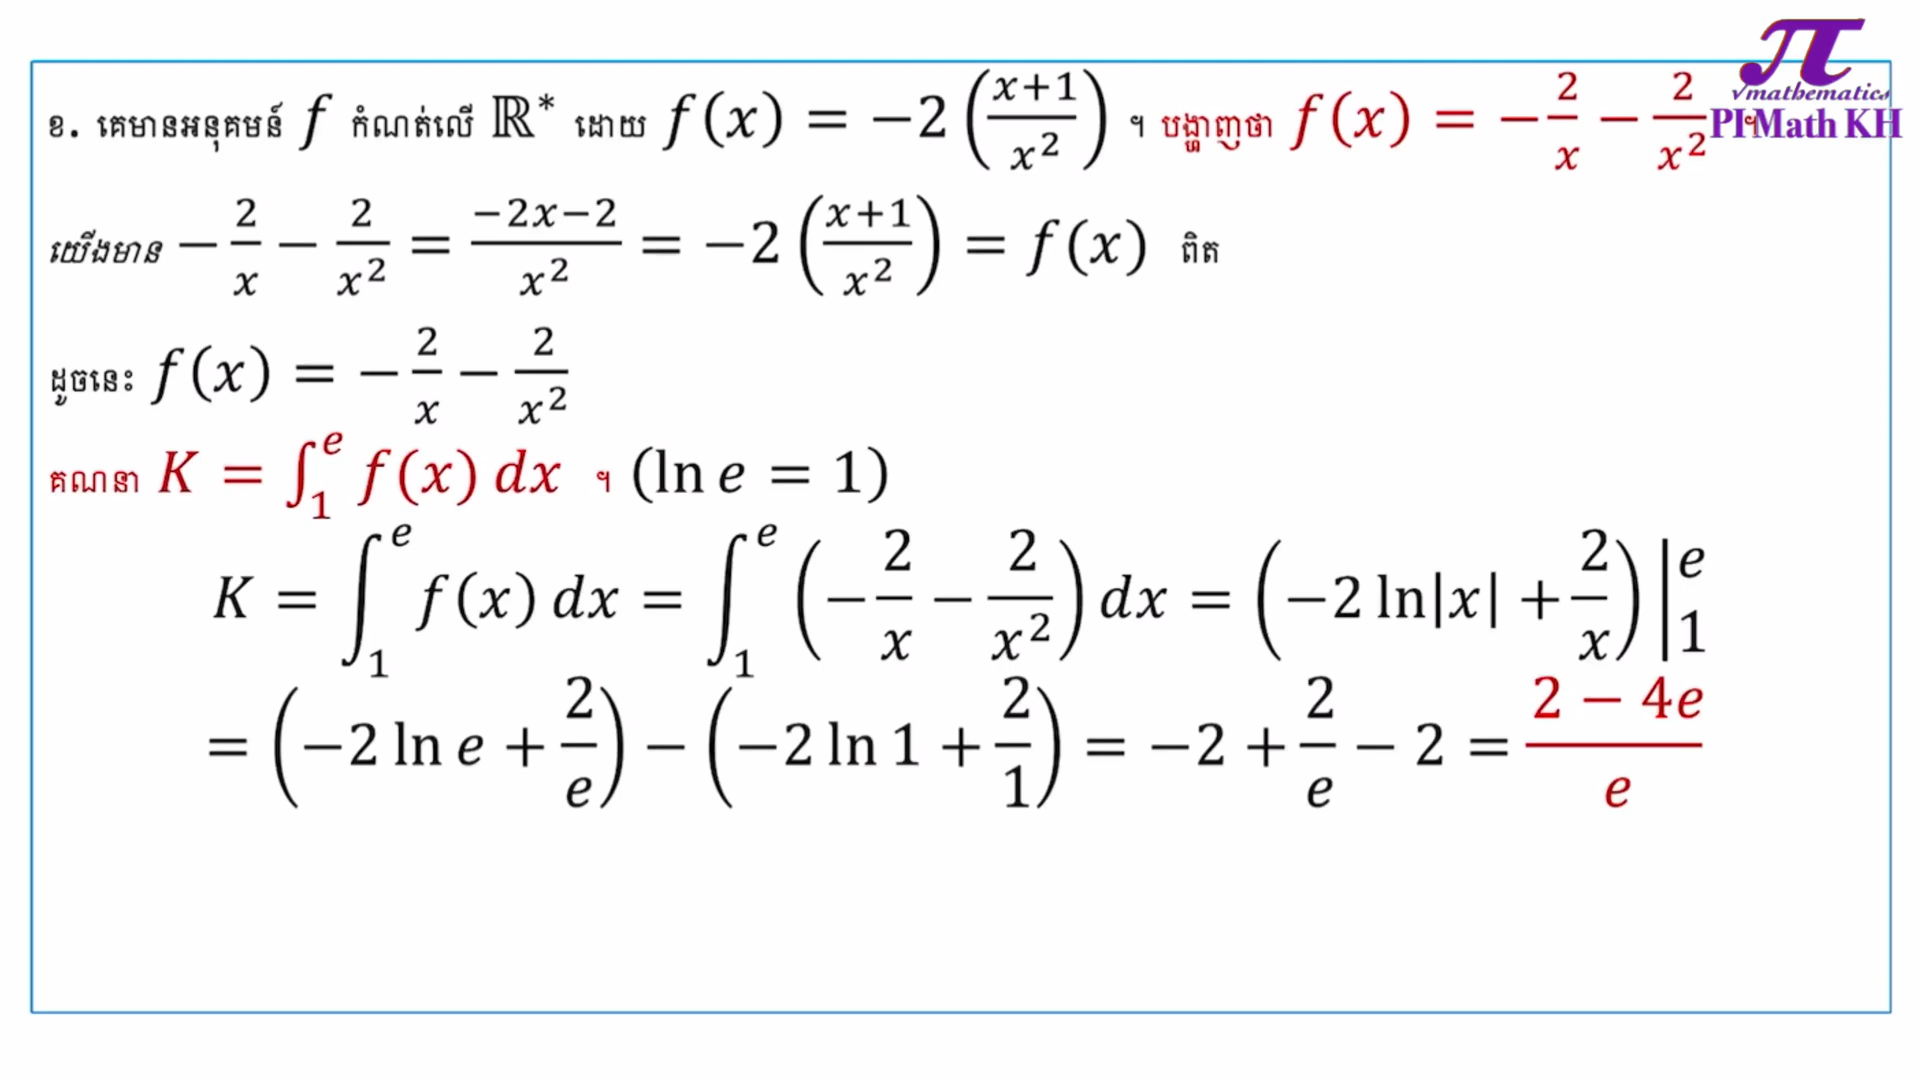 ខ. គេមានអនុគមន៍ f កំណត់លើ ℝ* ដោយ f(x) = −2((x+1)/x²) ។ បង្ហាញថា f(x) = −2/x − 2/x² ។
√mathematics
PI Math KH
យើងមាន −2/x − 2/x² = (−2x−2)/x² = −2((x+1)/x²) = f(x) ពិត
ដូចនេះ f(x) = −2/x − 2/x²
គណនា K = ∫₁ᵉ f(x) dx ។ (ln e = 1)
K = ∫₁ᵉ f(x) dx = ∫₁ᵉ (−2/x − 2/x²) dx = (−2 ln|x| + 2/x) |₁ᵉ
= (−2 ln e + 2/e) − (−2 ln 1 + 2/1) = −2 + 2/e − 2 = (2 − 4e)/e